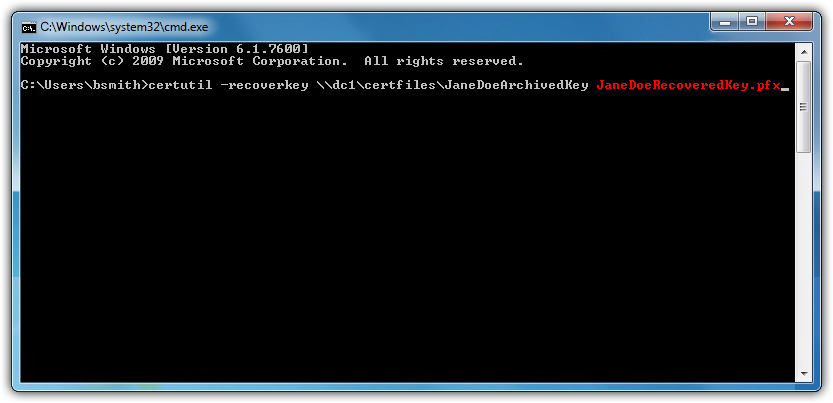 C:\Windows\system32\cmd.exe
Microsoft Windows [Version 6.1.7600]
Copyright (c) 2009 Microsoft Corporation.  All rights reserved.
C:\Users\bsmith>certutil -recoverkey \\dc1\certfiles\JaneDoeArchivedKey JaneDoeRecoveredKey.pfx